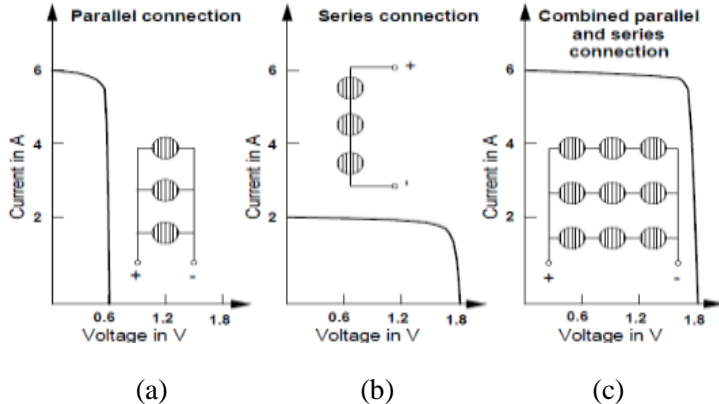 Parallel connection
Current in A
6
4
2
+ -
0.6 1.2 1.8
Voltage in V
(a)
Series connection
Current in A
6
4
2
+
-
0.6 1.2 1.8
Voltage in V
(b)
Combined parallel
and series
connection
Current in A
6
4
2
+ -
0.6 1.2 1.8
Voltage in V
(c)